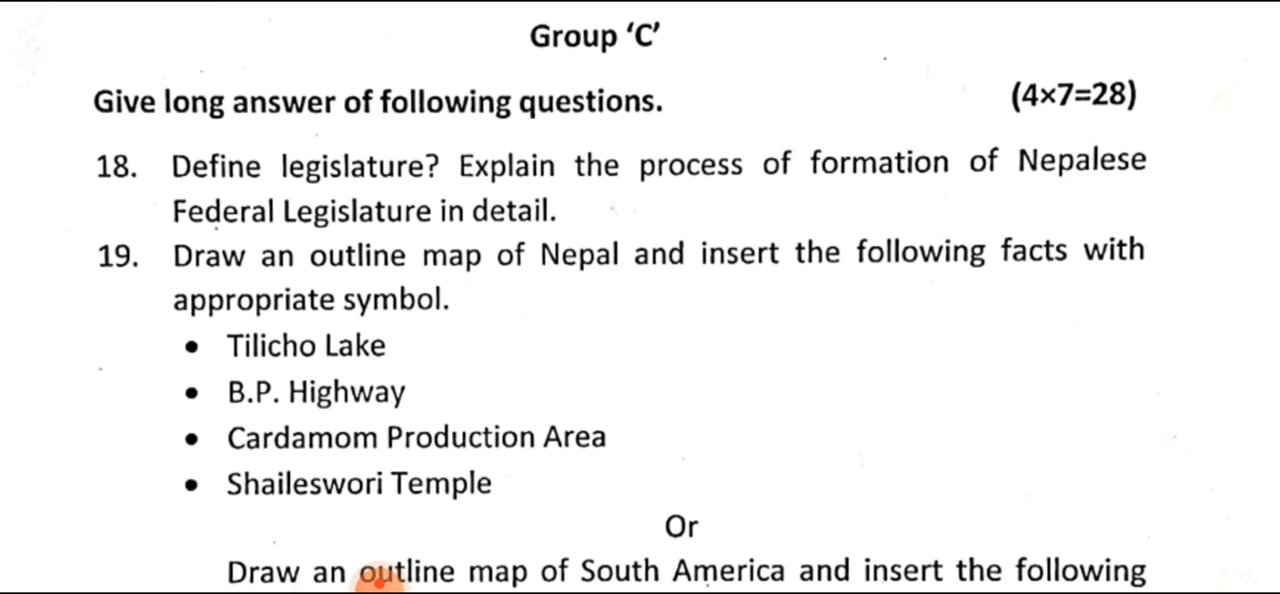 Group ‘C’
Give long answer of following questions. (4×7=28)
18. Define legislature? Explain the process of formation of Nepalese
Federal Legislature in detail.
19. Draw an outline map of Nepal and insert the following facts with
appropriate symbol.
• Tilicho Lake
• B.P. Highway
• Cardamom Production Area
• Shaileswori Temple
Or
Draw an outline map of South America and insert the following